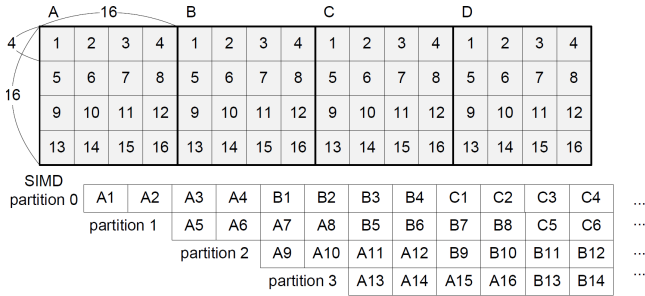 A 16 B C D
4 1 2 3 4 1 2 3 4 1 2 3 4 1 2 3 4
5 6 7 8 5 6 7 8 5 6 7 8 5 6 7 8
16 9 10 11 12 9 10 11 12 9 10 11 12 9 10 11 12
13 14 15 16 13 14 15 16 13 14 15 16 13 14 15 16
SIMD
partition 0 A1 A2 A3 A4 B1 B2 B3 B4 C1 C2 C3 C4 ...
partition 1 A5 A6 A7 A8 B5 B6 B7 B8 C5 C6 ...
partition 2 A9 A10 A11 A12 B9 B10 B11 B12 ...
partition 3 A13 A14 A15 A16 B13 B14 ...